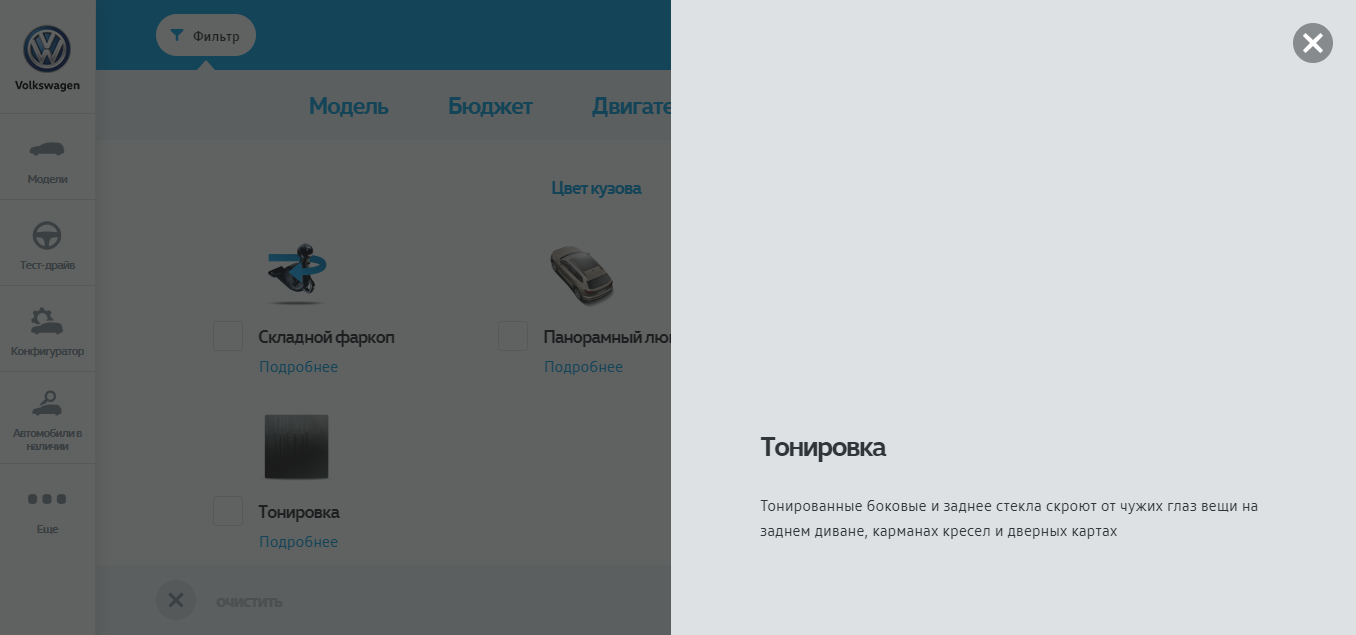 Volkswagen
Модели
Тест-драйв
Конфигуратор
Автомобили в
наличии
Еще
Фильтр
Модель Бюджет Двигате
Цвет кузова
Складной фаркоп
Подробнее
Панорамный лю
Подробнее
Тонировка
Подробнее
ОЧИСТИТЬ
Тонировка
Тонированные боковые и заднее стекла скроют от чужих глаз вещи на
заднем диване, карманах кресел и дверных картах